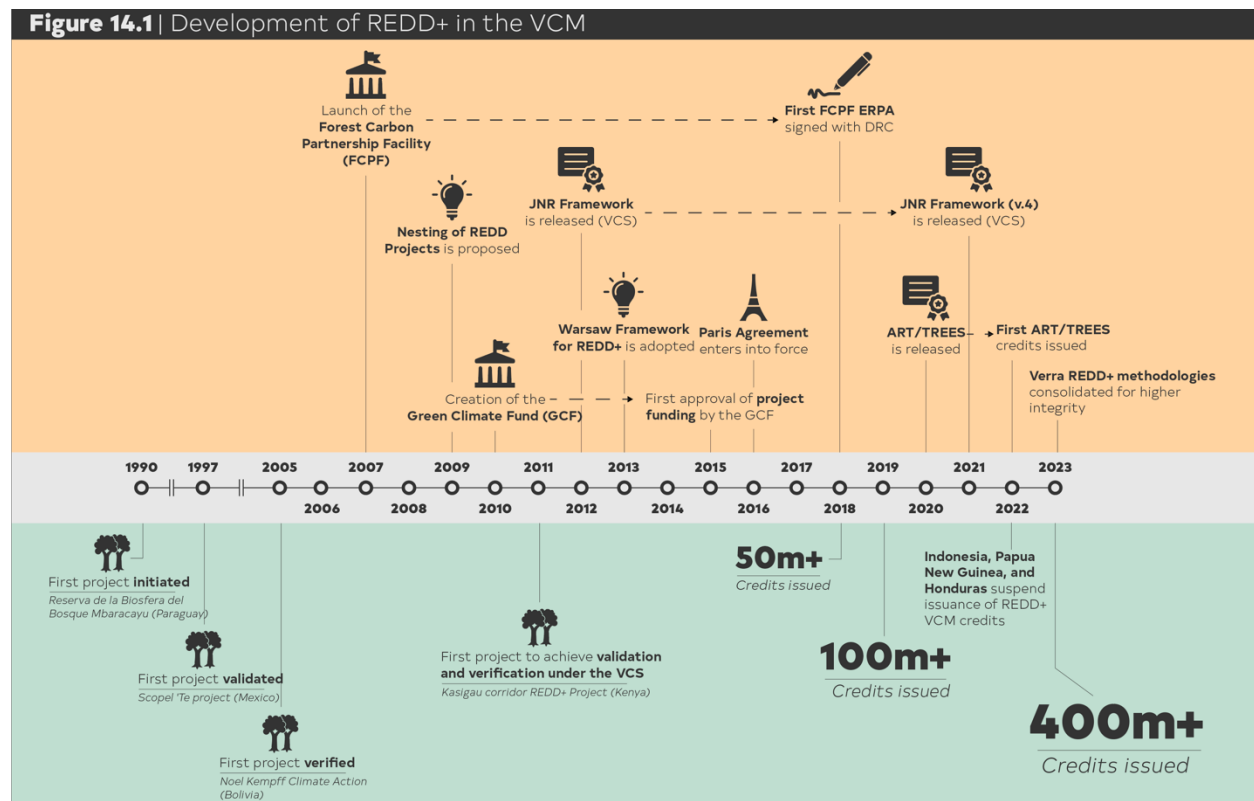 Figure 14.1 | Development of REDD+ in the VCM
Launch of the
Forest Carbon
Partnership Facility
(FCPF)
First FCPF ERPA
signed with DRC
Nesting of REDD
Projects is proposed
JNR Framework
is released (VCS)
JNR Framework (v.4)
is released (VCS)
Warsaw Framework
for REDD+ is adopted
Paris Agreement
enters into force
ART/TREES
is released
First ART/TREES
credits issued
Creation of the
Green Climate Fund (GCF)
First approval of project
funding by the GCF
Verra REDD+ methodologies
consolidated for higher
integrity
1990 1997 2005 2007 2009 2011 2013 2015 2017 2019 2021 2023
2006 2008 2010 2012 2014 2016 2018 2020 2022
First project initiated
Reserva de la Biosfera del
Bosque Mbaracayu (Paraguay)
First project validated
Scopel 'Te project (Mexico)
First project verified
Noel Kempff Climate Action
(Bolivia)
First project to achieve validation
and verification under the VCS
Kasigau corridor REDD+ Project (Kenya)
50m+
Credits issued
100m+
Credits issued
Indonesia, Papua
New Guinea, and
Honduras suspend
issuance of REDD+
VCM credits
400m+
Credits issued